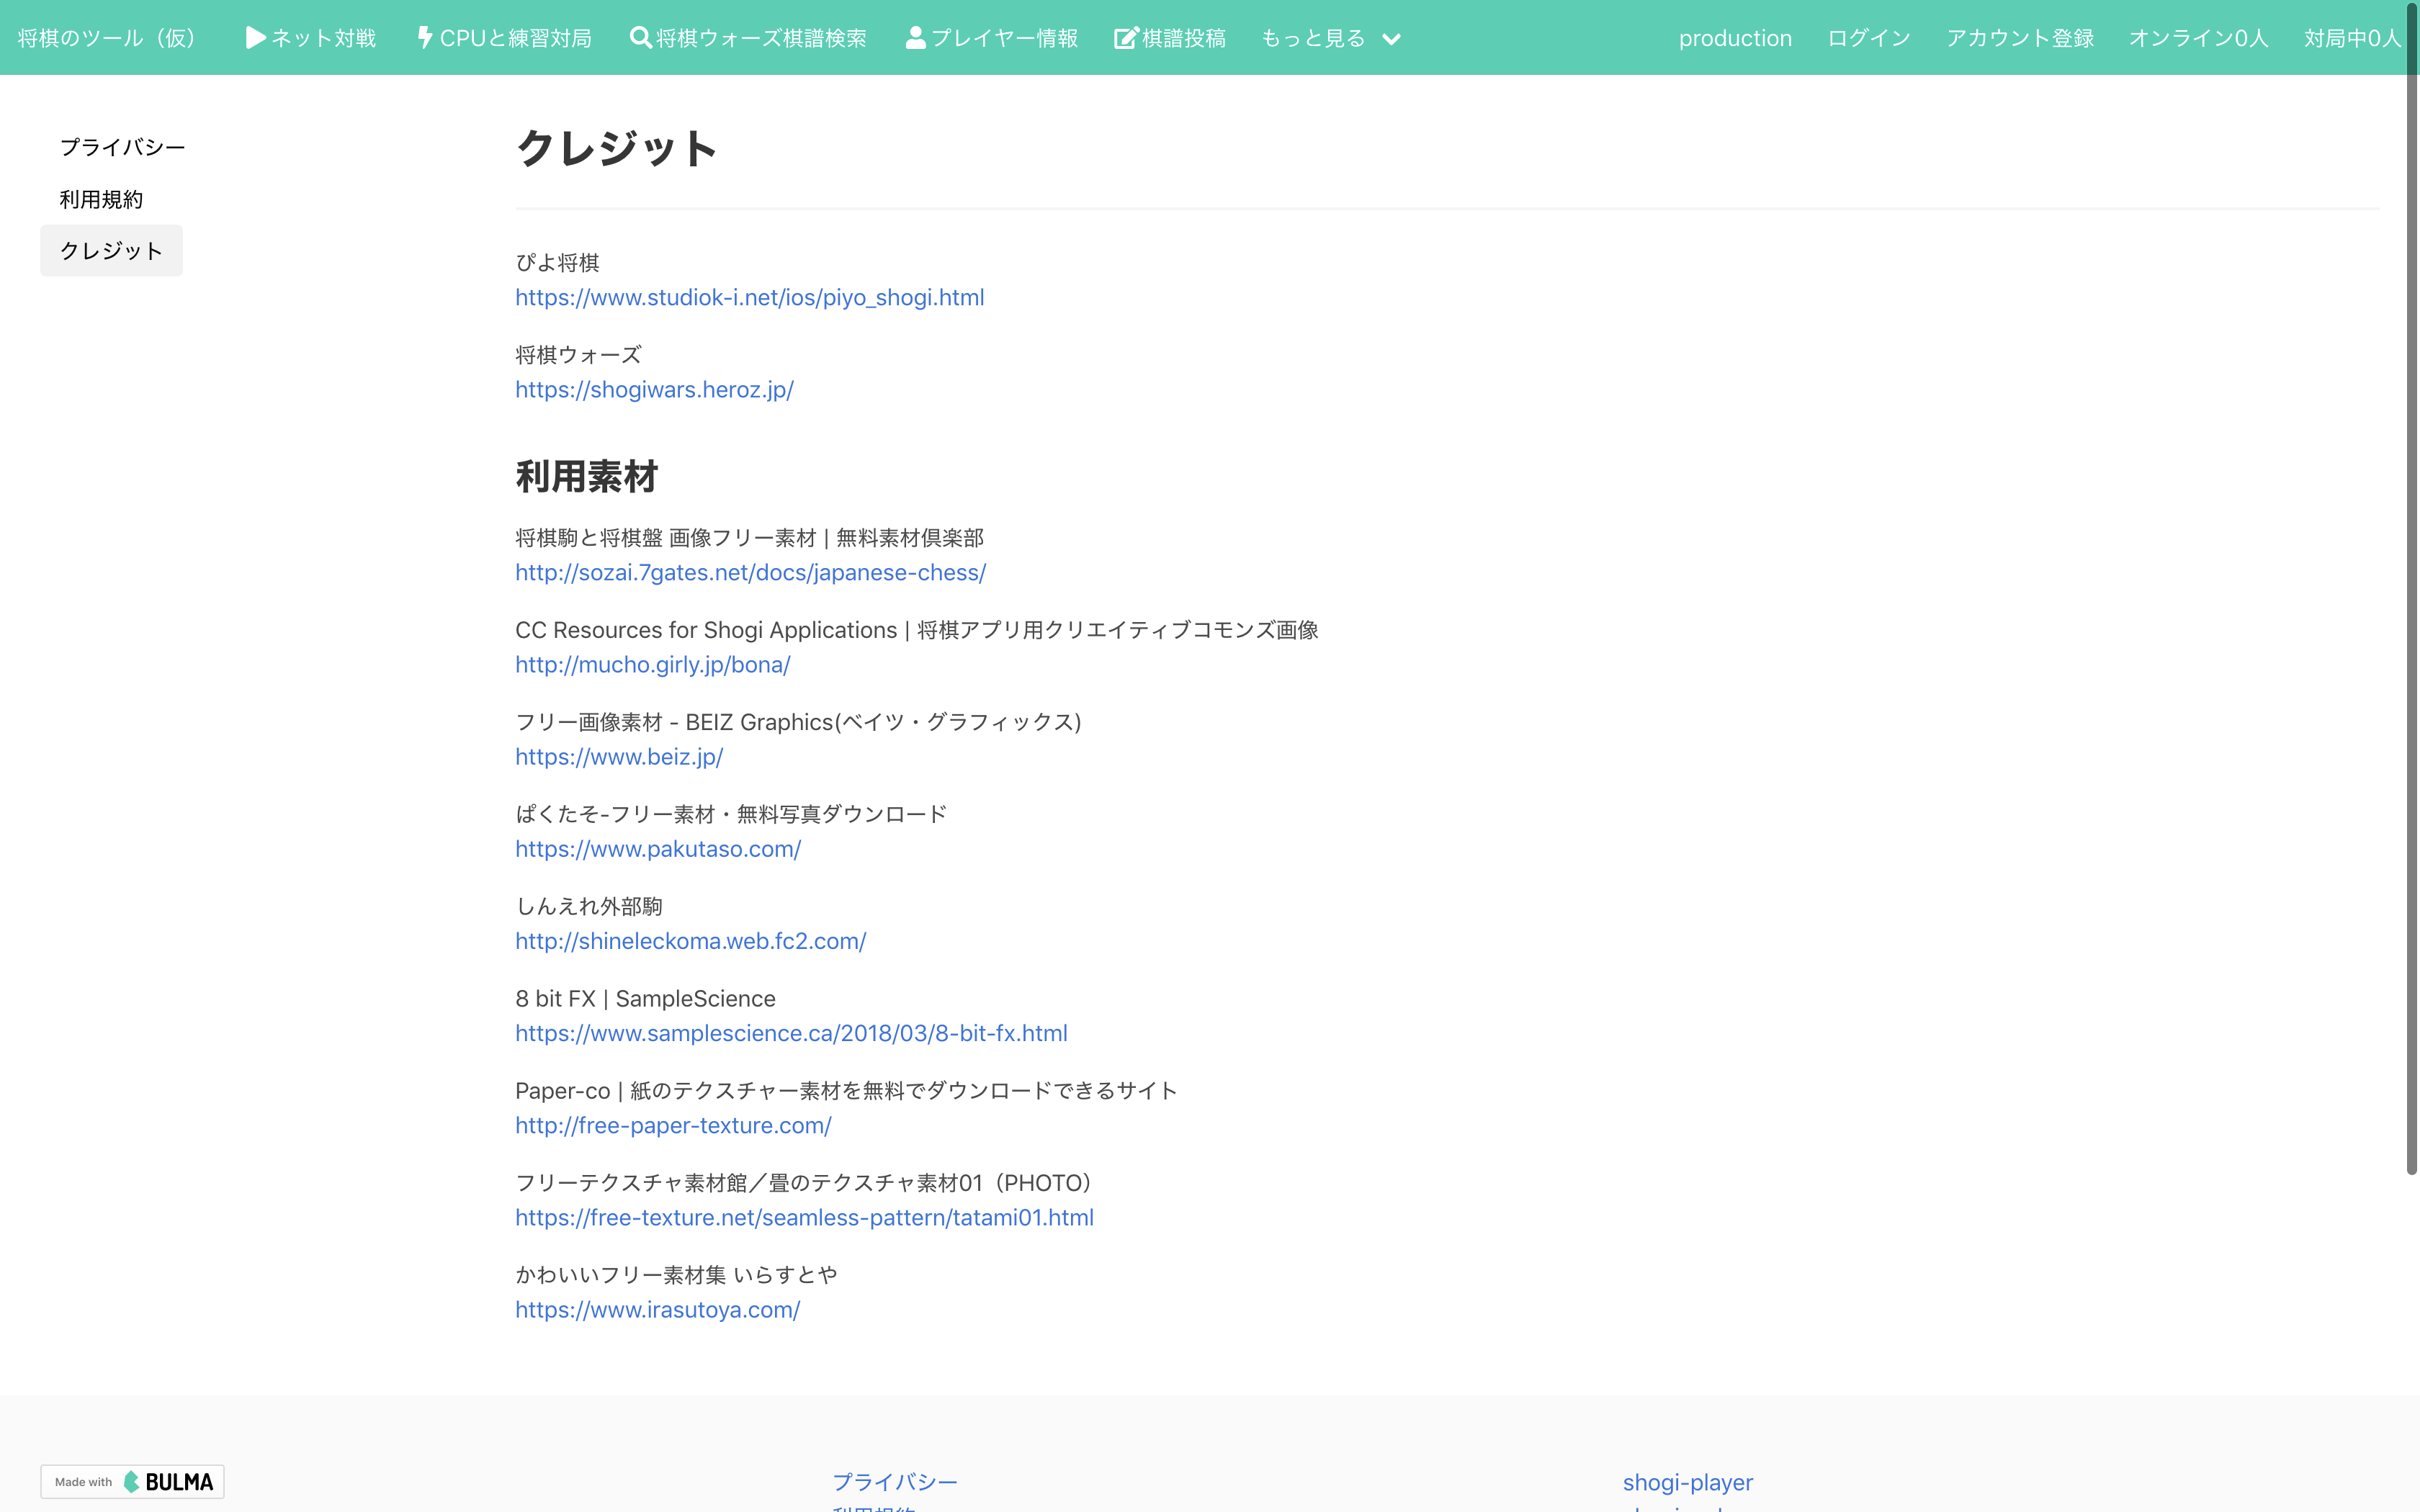 将棋のツール（仮） ネット対戦 CPUと練習対局 将棋ウォーズ棋譜検索 プレイヤー情報 棋譜投稿 もっと見る production ログイン アカウント登録 オンライン0人 対局中0人
プライバシー
利用規約
クレジット
クレジット
ぴよ将棋
https://www.studiok-i.net/ios/piyo_shogi.html
将棋ウォーズ
https://shogiwars.heroz.jp/
利用素材
将棋駒と将棋盤 画像フリー素材 | 無料素材倶楽部
http://sozai.7gates.net/docs/japanese-chess/
CC Resources for Shogi Applications | 将棋アプリ用クリエイティブコモンズ画像
http://mucho.girly.jp/bona/
フリー画像素材 - BEIZ Graphics(ベイツ・グラフィックス)
https://www.beiz.jp/
ぱくたそ-フリー素材・無料写真ダウンロード
https://www.pakutaso.com/
しんえれ外部駒
http://shineleckoma.web.fc2.com/
8 bit FX | SampleScience
https://www.samplescience.ca/2018/03/8-bit-fx.html
Paper-co | 紙のテクスチャー素材を無料でダウンロードできるサイト
http://free-paper-texture.com/
フリーテクスチャ素材館／畳のテクスチャ素材01（PHOTO）
https://free-texture.net/seamless-pattern/tatami01.html
かわいいフリー素材集 いらすとや
https://www.irasutoya.com/
Made with BULMA
プライバシー
shogi-player